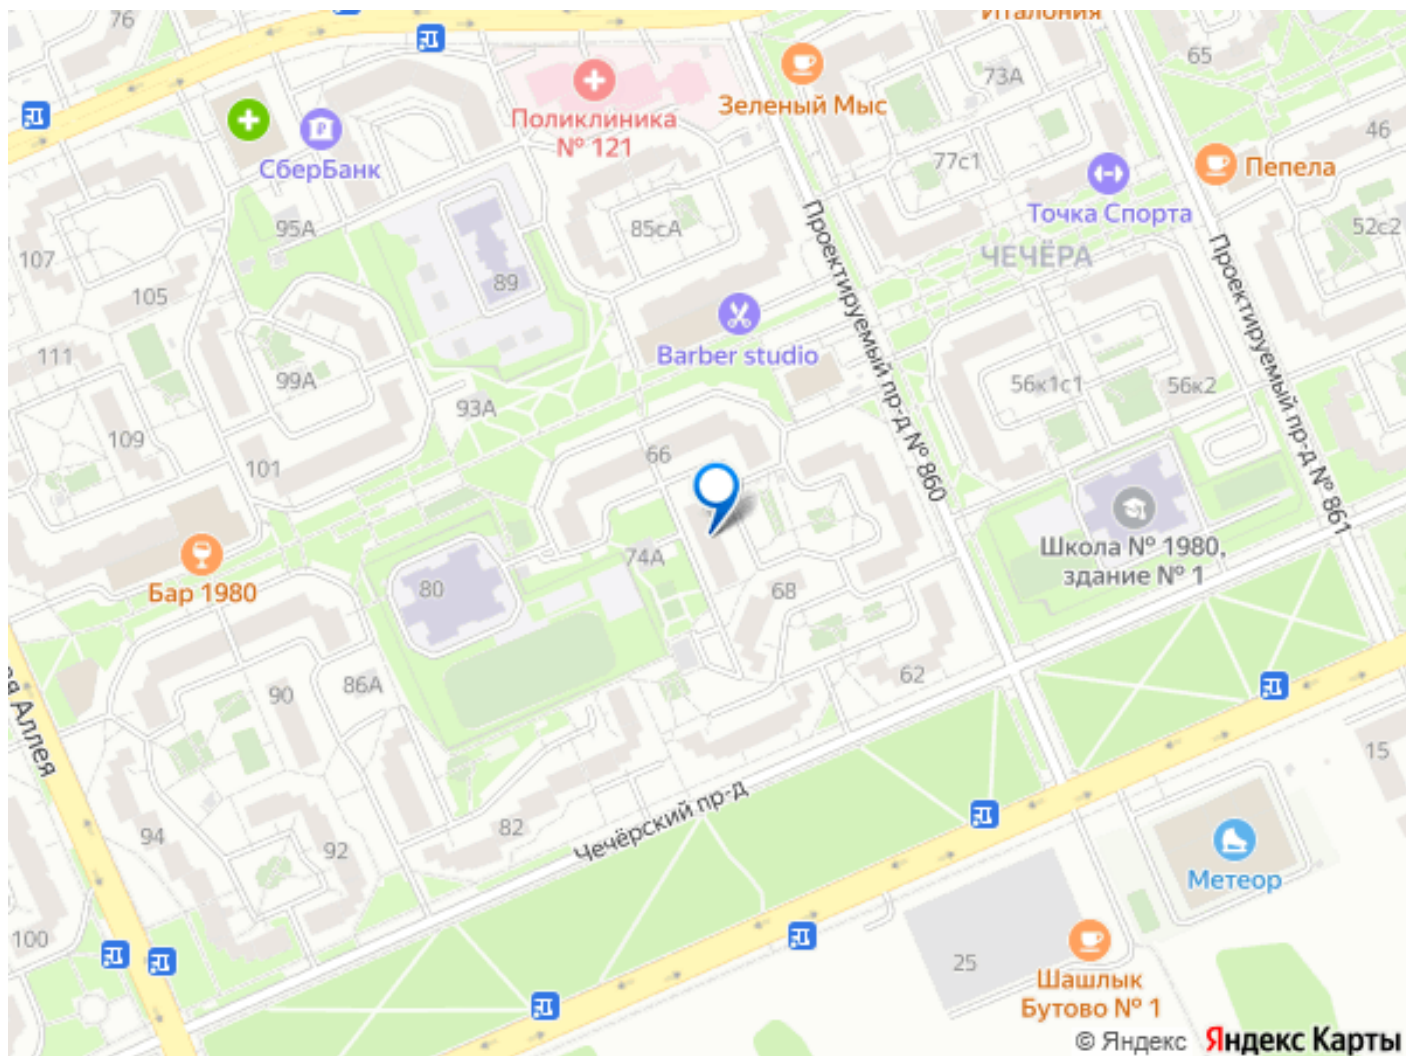 76
Италония
65
73А
Зеленый Мыс
Поликлиника
№ 121
СберБанк
46
77с1
Пепела
Точка Спорта
95А
85сА
52с2
ЧЕЧЁРА
107
89
105
Проектируемый пр-д № 860
Проектируемый пр-д № 861
Barber studio
111
99А
93А
56к1с1
56к2
109
101
66
Школа № 1980,
здание № 1
74А
Бар 1980
80
68
62
90
86А
ая Аллея
15
94
92
82
Чечёрский пр-д
Метеор
100
25
Шашлык
Бутово № 1
© Яндекс Яндекс Карты